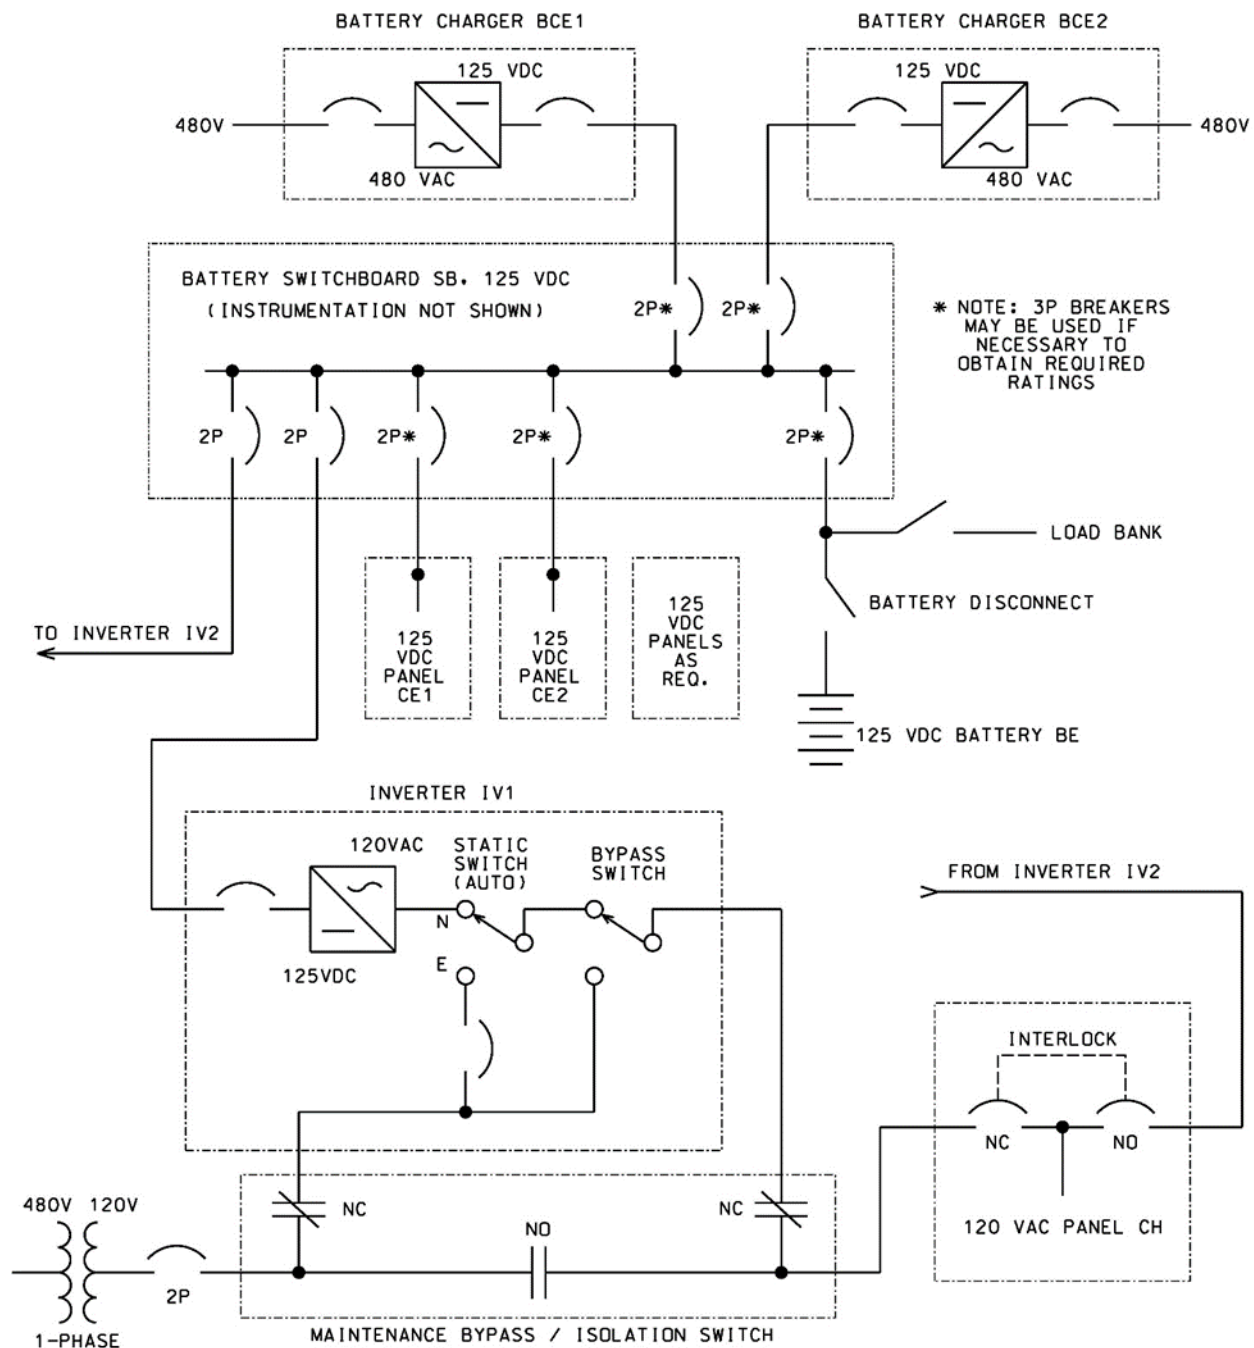 BATTERY CHARGER BCE1
BATTERY CHARGER BCE2
125 VDC
125 VDC
480V
480V
480 VAC
480 VAC
BATTERY SWITCHBOARD SB. 125 VDC
(INSTRUMENTATION NOT SHOWN)
2P*
2P*
* NOTE: 3P BREAKERS
MAY BE USED IF
NECESSARY TO
OBTAIN REQUIRED
RATINGS
2P
2P
2P*
2P*
2P*
LOAD BANK
BATTERY DISCONNECT
TO INVERTER IV2
125
VDC
PANEL
CE1
125
VDC
PANEL
CE2
125
VDC
PANELS
AS
REQ.
125 VDC BATTERY BE
INVERTER IV1
120VAC
STATIC
SWITCH
(AUTO)
BYPASS
SWITCH
FROM INVERTER IV2
N
E
125VDC
INTERLOCK
NC
NO
120 VAC PANEL CH
480V 120V
NC
NO
NC
2P
1-PHASE
MAINTENANCE BYPASS / ISOLATION SWITCH